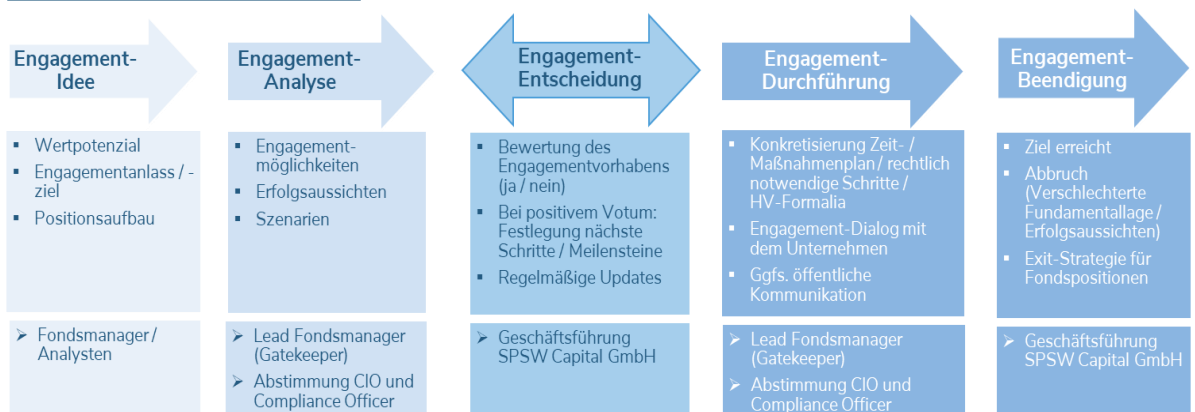 Engagement-
Idee
▪ Wertpotenzial
▪ Engagementanlass / -
ziel
▪ Positionsaufbau
➢ Fondsmanager /
Analysten
Engagement-
Analyse
▪ Engagement-
möglichkeiten
▪ Erfolgsaussichten
▪ Szenarien
➢ Lead Fondsmanager
(Gatekeeper)
➢ Abstimmung CIO und
Compliance Officer
Engagement-
Entscheidung
▪ Bewertung des
Engagementvorhabens
(ja / nein)
▪ Bei positivem Votum:
Festlegung nächste
Schritte / Meilensteine
▪ Regelmäßige Updates
➢ Geschäftsführung
SPSW Capital GmbH
Engagement-
Durchführung
▪ Konkretisierung Zeit- /
Maßnahmenplan / rechtlich
notwendige Schritte /
HV-Formalia
▪ Engagement-Dialog mit
dem Unternehmen
▪ Ggfs. öffentliche
Kommunikation
➢ Lead Fondsmanager
(Gatekeeper)
➢ Abstimmung CIO und
Compliance Officer
Engagement-
Beendigung
▪ Ziel erreicht
▪ Abbruch
(Verschlechterte
Fundamentallage /
Erfolgsaussichten)
▪ Exit-Strategie für
Fondspositionen
➢ Geschäftsführung
SPSW Capital GmbH